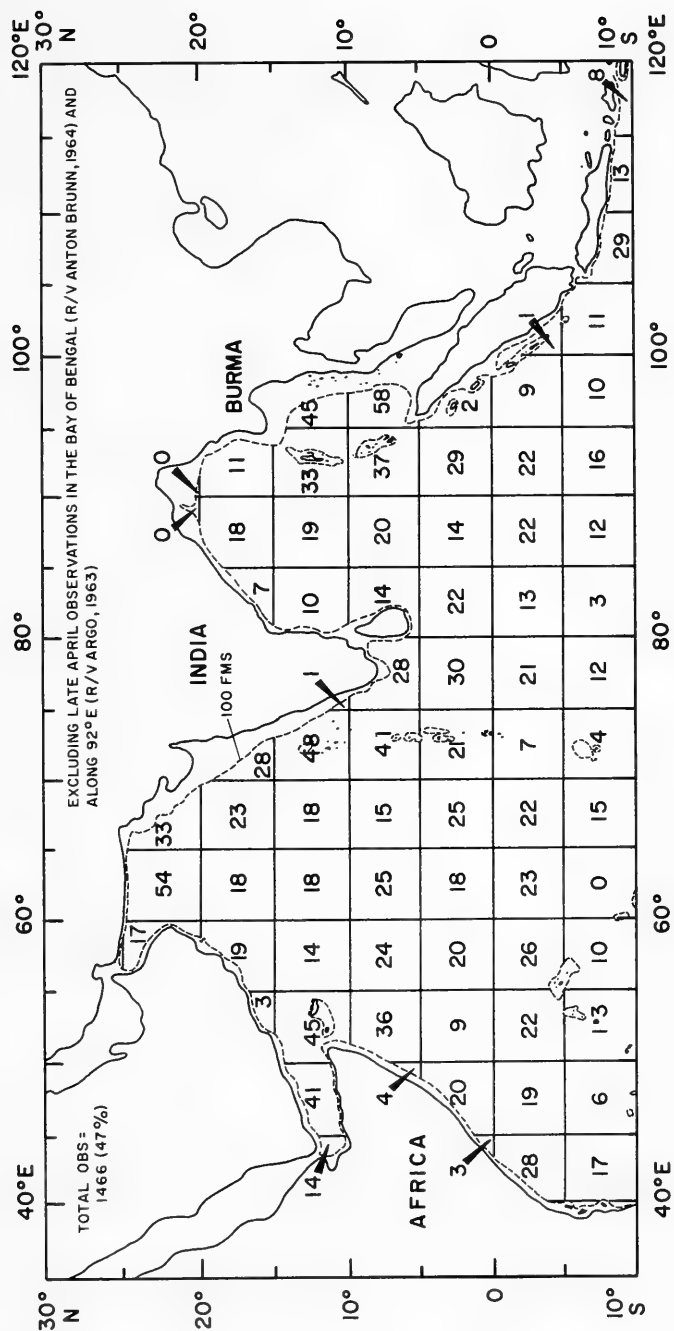 40°E 60° 80° 100° 120°E
30° N
30° N
TOTAL OBS=
1466 (47%)
EXCLUDING LATE APRIL OBSERVATIONS IN THE BAY OF BENGAL (R/V ANTON BRUNN, 1964) AND
ALONG 92°E (R/V ARGO, 1963)
INDIA
100 FMS
BURMA
17 54 33 0 0
20° 20°
3 19 18 23 28 7 18 11
14 41 45 14 18 18 48 1 10 19 33 45
10° 10°
AFRICA
4 36 24 25 15 41 28 14 20 37 58
3 20 9 20 18 25 21 30 22 14 29 2
0 0
28 19 22 26 23 22 7 21 13 22 22 9 1
17 6 13 10 0 15 4 12 3 12 16 10 11 29 13 8
10° S
10° S
40°E 60° 80° 100° 120°E